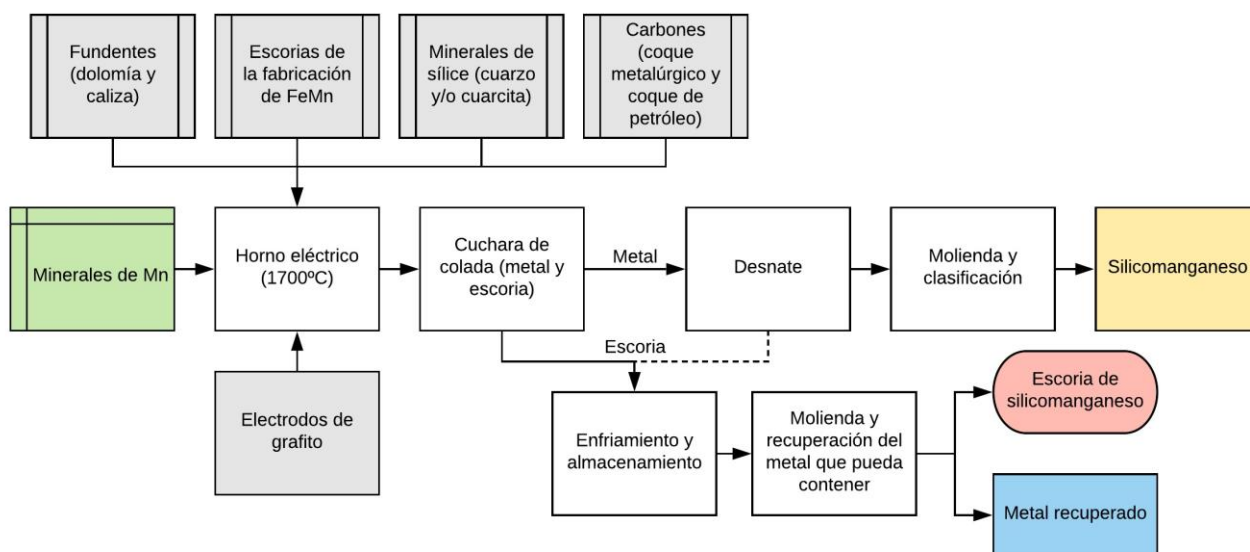 Fundentes
(dolomía y
caliza)
Escorias de
la fabricación
de FeMn
Minerales de
sílice (cuarzo
y/o cuarcita)
Carbones
(coque
metalúrgico y
coque de
petróleo)
Minerales de Mn
Horno eléctrico
(1700ºC)
Cuchara de
colada (metal y
escoria)
Metal
Desnate
Molienda y
clasificación
Silicomanganeso
Escoria
Electrodos de
grafito
Enfriamiento y
almacenamiento
Molienda y
recuperación del
metal que pueda
contener
Escoria de
silicomanganeso
Metal recuperado